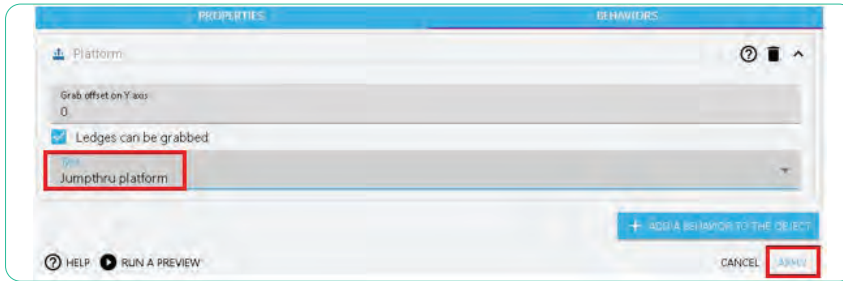 PROPERTIES
BEHAVIORS
Platform
Grab offset on Y axis
0
Ledges can be grabbed
Type
Jumpthru platform
+ ADD A BEHAVIOR TO THE OBJECT
HELP
RUN A PREVIEW
CANCEL
APPLY